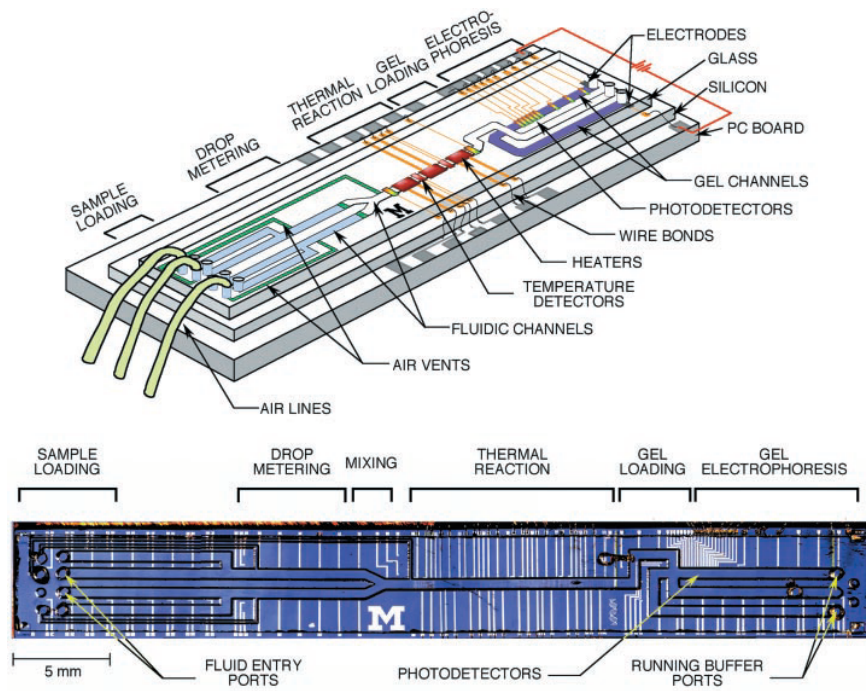 ELECTRO-
PHORESIS
GEL
LOADING
THERMAL
REACTION
DROP
METERING
SAMPLE
LOADING
ELECTRODES
GLASS
SILICON
PC BOARD
GEL CHANNELS
PHOTODETECTORS
WIRE BONDS
HEATERS
TEMPERATURE
DETECTORS
FLUIDIC CHANNELS
AIR VENTS
AIR LINES
M
SAMPLE
LOADING
DROP
METERING
MIXING
THERMAL
REACTION
GEL
LOADING
GEL
ELECTROPHORESIS
M
5 mm
FLUID ENTRY
PORTS
PHOTODETECTORS
RUNNING BUFFER
PORTS